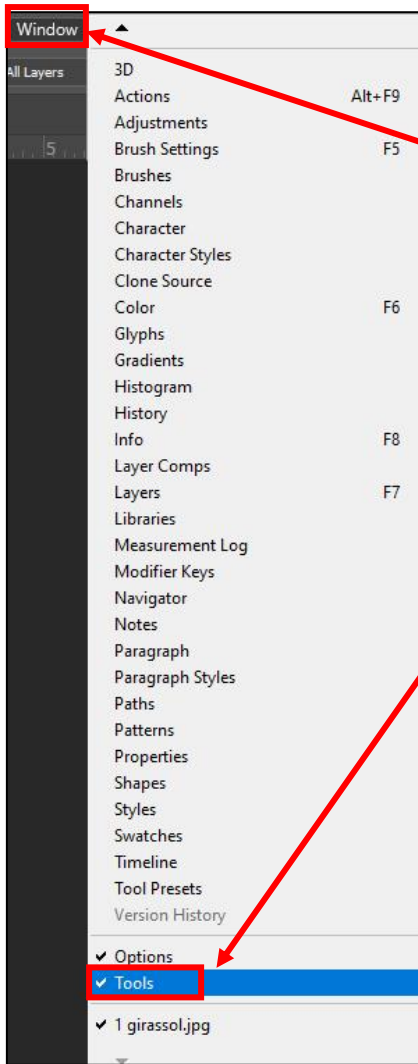 Window
All Layers
5
3D
Actions Alt+F9
Adjustments
Brush Settings F5
Brushes
Channels
Character
Character Styles
Clone Source
Color F6
Glyphs
Gradients
Histogram
History
Info F8
Layer Comps
Layers F7
Libraries
Measurement Log
Modifier Keys
Navigator
Notes
Paragraph
Paragraph Styles
Paths
Patterns
Properties
Shapes
Styles
Swatches
Timeline
Tool Presets
Version History
Options
Tools
1 girassol.jpg